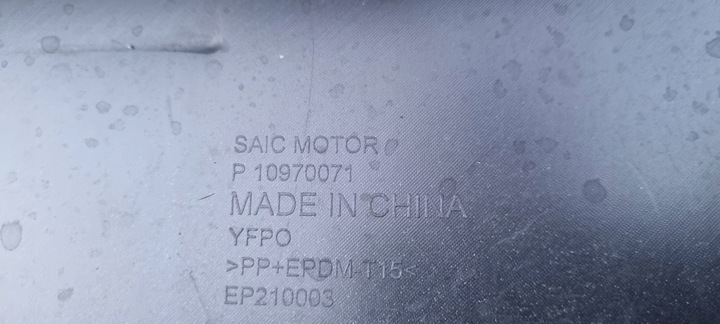 SAIC MOTOR
P 10970071
MADE IN CHINA
YFPO
>PP+EPDM-T15<
EP210003